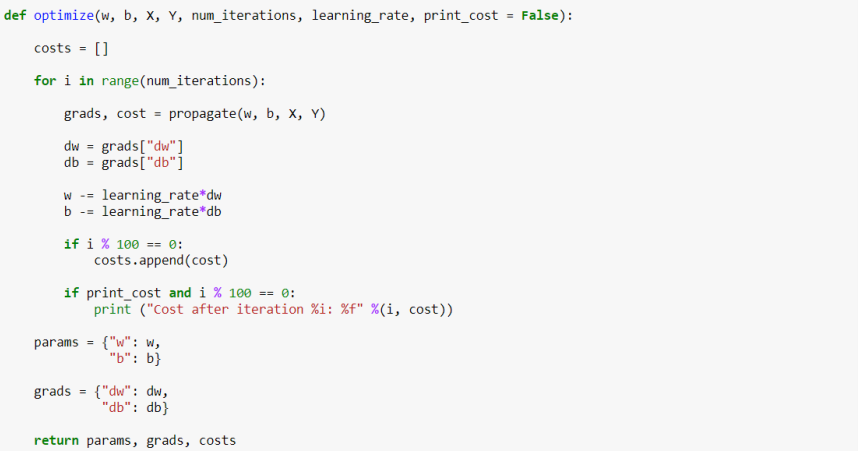 def optimize(w, b, X, Y, num_iterations, learning_rate, print_cost = False):
    costs = []
    for i in range(num_iterations):
        grads, cost = propagate(w, b, X, Y)
        dw = grads["dw"]
        db = grads["db"]
        w -= learning_rate*dw
        b -= learning_rate*db
        if i % 100 == 0:
            costs.append(cost)
        if print_cost and i % 100 == 0:
            print ("Cost after iteration %i: %f" %(i, cost))
    params = {"w": w,
              "b": b}
    grads = {"dw": dw,
             "db": db}
    return params, grads, costs